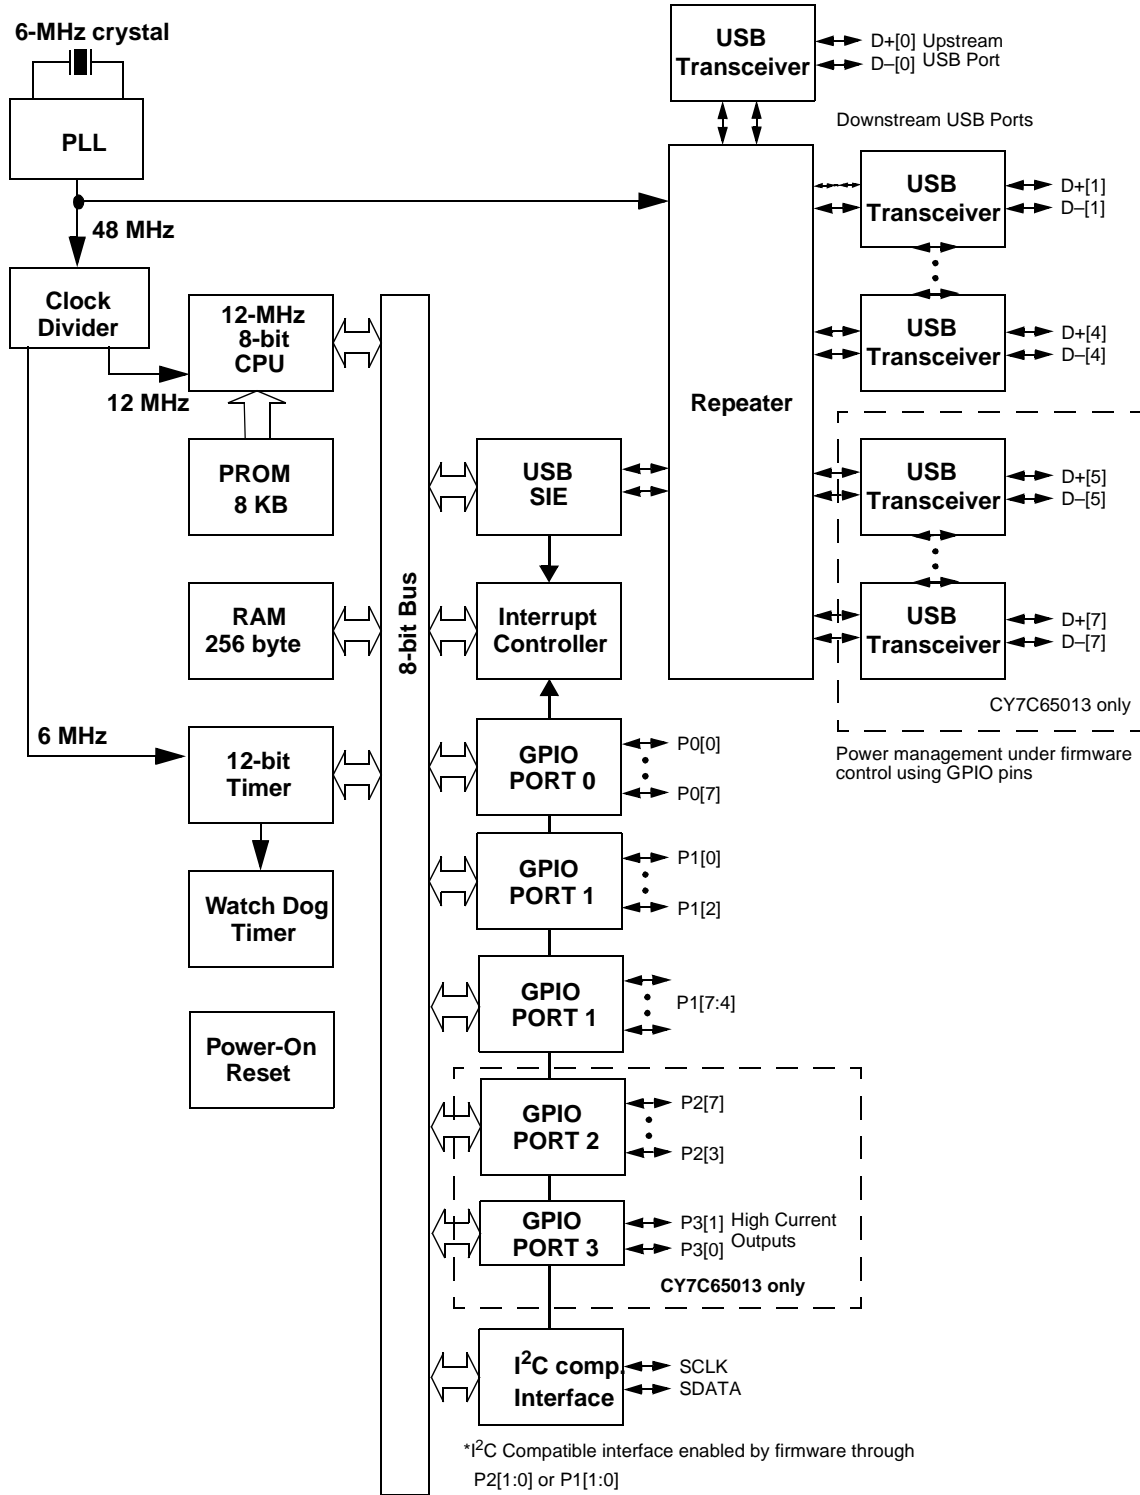 6-MHz crystal
PLL
48 MHz
Clock
Divider
12-MHz
8-bit
CPU
12 MHz
PROM
8 KB
RAM
256 byte
6 MHz
12-bit
Timer
Watch Dog
Timer
Power-On
Reset
8-bit Bus
USB
Transceiver
D+[0] Upstream
D–[0] USB Port
Downstream USB Ports
Repeater
USB
Transceiver
D+[1]
D–[1]
USB
Transceiver
D+[4]
D–[4]
USB
Transceiver
D+[5]
D–[5]
USB
Transceiver
D+[7]
D–[7]
CY7C65013 only
Power management under firmware
control using GPIO pins
USB
SIE
Interrupt
Controller
GPIO
PORT 0
P0[0]
P0[7]
GPIO
PORT 1
P1[0]
P1[2]
GPIO
PORT 1
P1[7:4]
GPIO
PORT 2
P2[7]
P2[3]
GPIO
PORT 3
P3[1] High Current
P3[0] Outputs
CY7C65013 only
I²C comp.
Interface
SCLK
SDATA
*I²C Compatible interface enabled by firmware through
P2[1:0] or P1[1:0]